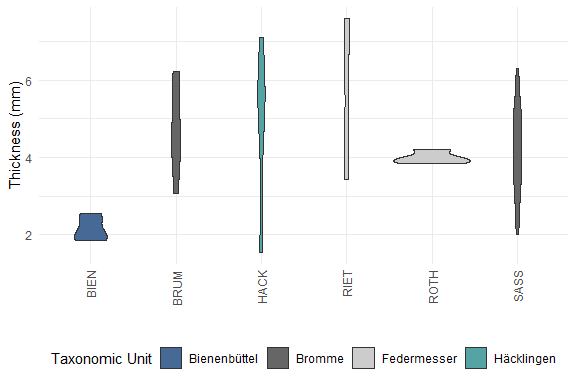 Thickness (mm)
6
4
2
BIEN
BRUM
HACK
RIET
ROTH
SASS
Taxonomic Unit Bienenbüttel Bromme Federmesser Häcklingen